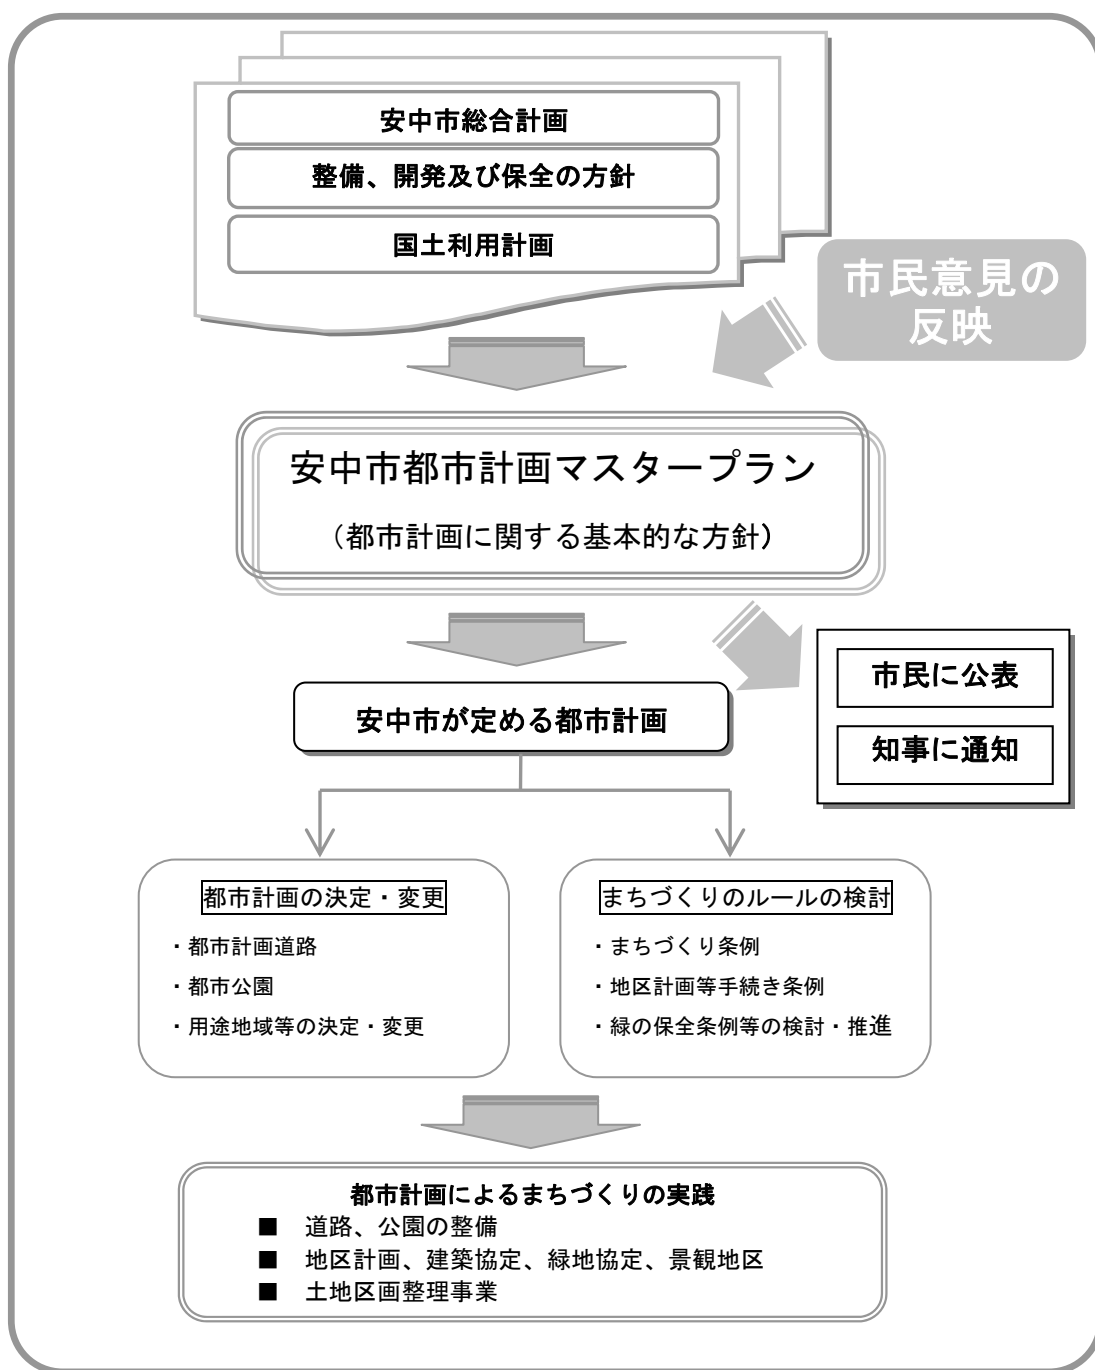 安中市総合計画
整備、開発及び保全の方針
国土利用計画
市民意見の
反映
安中市都市計画マスタープラン
（都市計画に関する基本的な方針）
市民に公表
知事に通知
安中市が定める都市計画
都市計画の決定・変更
・都市計画道路
・都市公園
・用途地域等の決定・変更
まちづくりのルールの検討
・まちづくり条例
・地区計画等手続き条例
・緑の保全条例等の検討・推進
都市計画によるまちづくりの実践
■ 道路、公園の整備
■ 地区計画、建築協定、緑地協定、景観地区
■ 土地区画整理事業